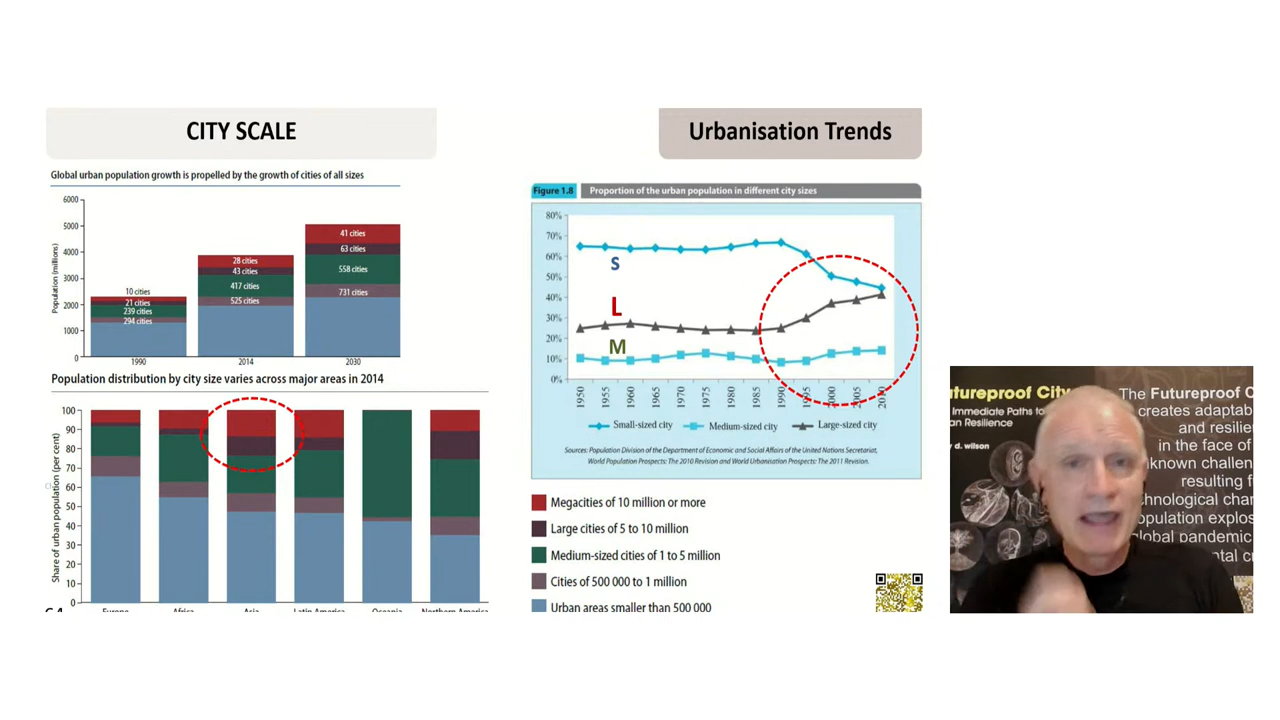 CITY SCALE
Global urban population growth is propelled by the growth of cities of all sizes
Population (millions)
6000
5000
4000
3000
2000
1000
0
10 cities
21 cities
239 cities
294 cities
28 cities
43 cities
417 cities
525 cities
41 cities
63 cities
558 cities
731 cities
1990
2014
2030
Population distribution by city size varies across major areas in 2014
Share of urban population (per cent)
100
90
80
70
60
50
40
30
20
10
0
Europe
Africa
Asia
Latin America
Oceania
Northern America
Urbanisation Trends
Figure 1.8 Proportion of the urban population in different city sizes
80%
70%
60%
50%
40%
30%
20%
10%
0%
S
L
M
1950
1955
1960
1965
1970
1975
1980
1985
1990
1995
2000
2005
2010
Small-sized city
Medium-sized city
Large-sized city
Sources: Population Division of the Department of Economic and Social Affairs of the United Nations Secretariat,
World Population Prospects: The 2010 Revision and World Urbanisation Prospects: The 2011 Revision.
Megacities of 10 million or more
Large cities of 5 to 10 million
Medium-sized cities of 1 to 5 million
Cities of 500 000 to 1 million
Urban areas smaller than 500 000
utureproof City
Immediate Paths to
an Resilience
y d. wilson
The Futureproof C
creates adaptab
and resilie
in the face of
known challen
resulting f
chnological chan
opulation explos
global pandemic